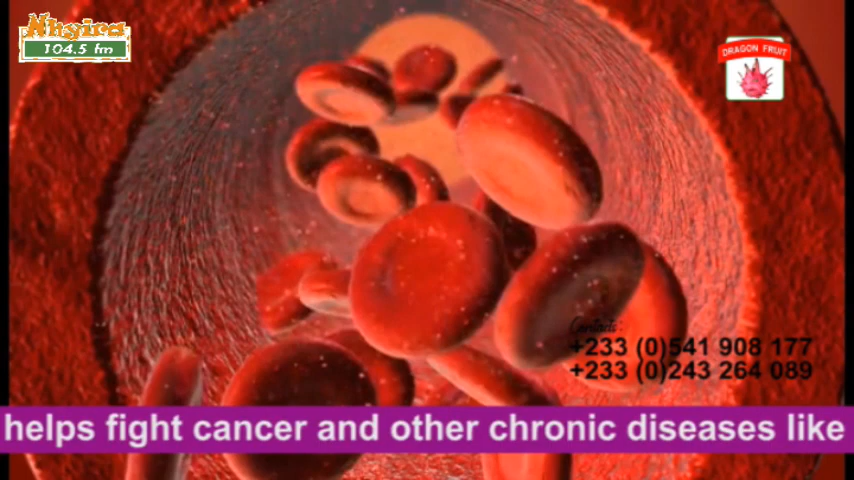 Nhyira
104.5 fm
DRAGON FRUIT
Contacts:
+233 (0)541 908 177
+233 (0)243 264 089
helps fight cancer and other chronic diseases like